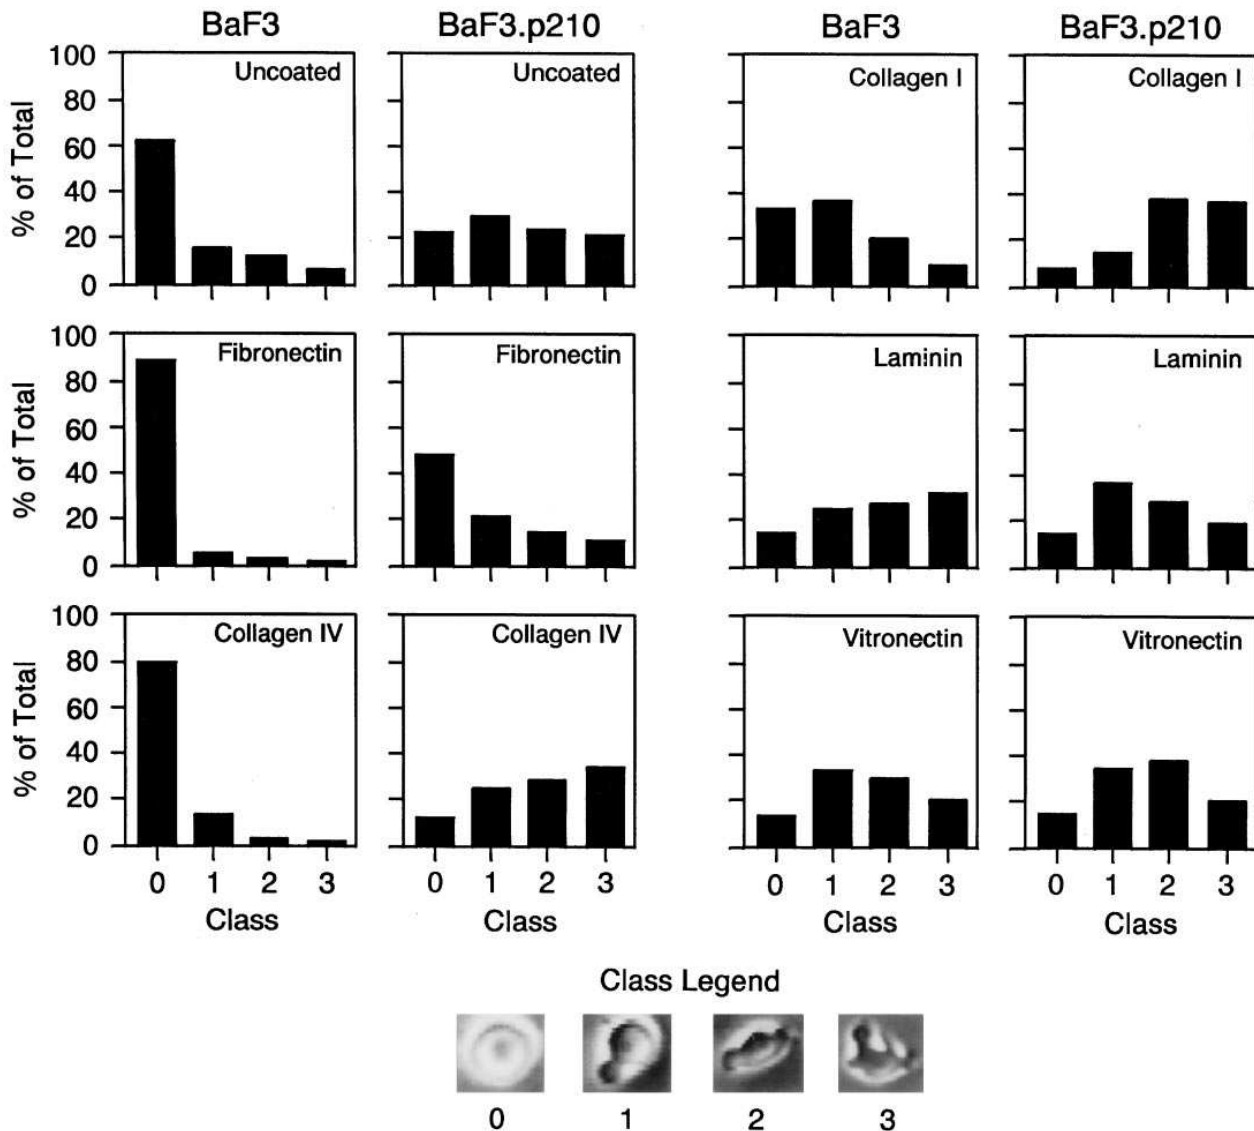 BaF3 BaF3.p210 BaF3 BaF3.p210
% of Total
100
80
60
40
20
0
Uncoated
Uncoated
Collagen I
Collagen I
% of Total
100
80
60
40
20
0
Fibronectin
Fibronectin
Laminin
Laminin
% of Total
100
80
60
40
20
0
Collagen IV
Collagen IV
Vitronectin
Vitronectin
0 1 2 3 0 1 2 3 0 1 2 3 0 1 2 3
Class Class Class Class
Class Legend
0 1 2 3